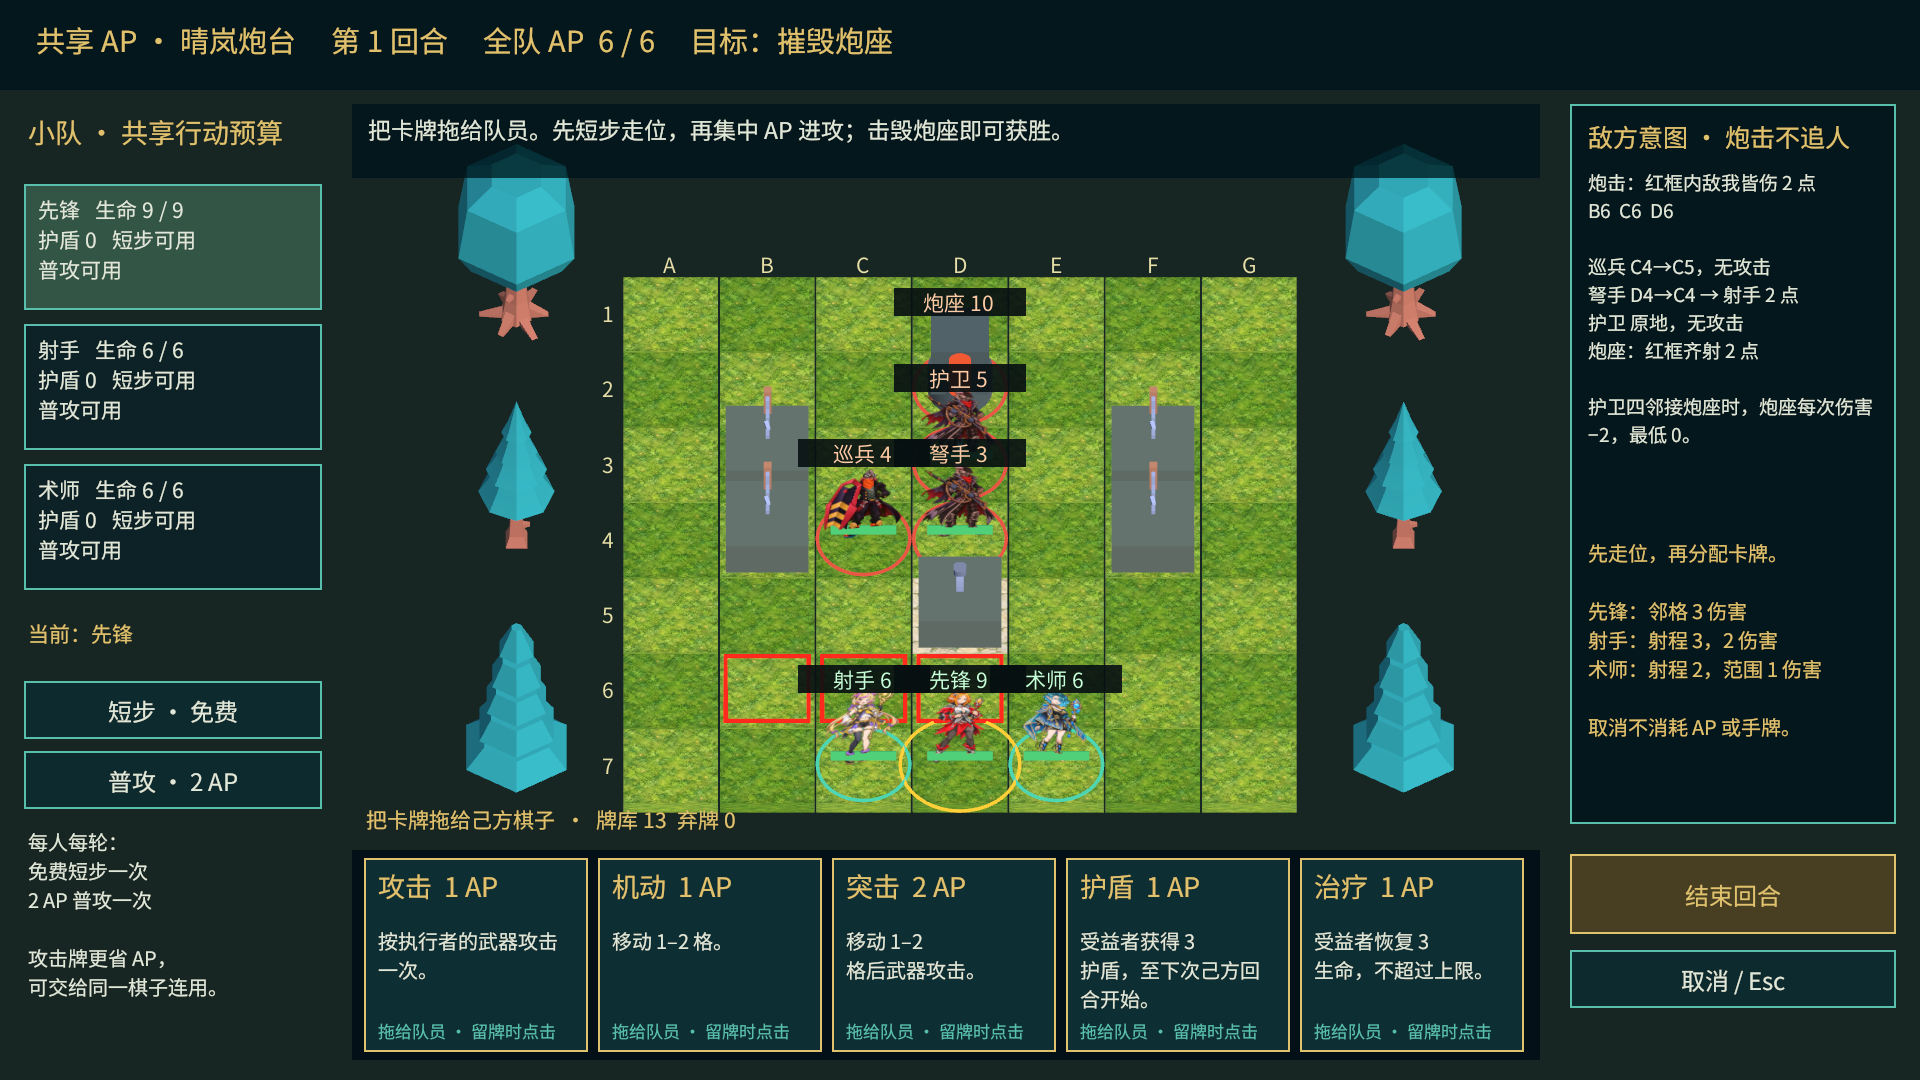 共享 AP · 晴岚炮台 第 1 回合 全队 AP 6 / 6 目标：摧毁炮座
小队 · 共享行动预算
先锋 生命 9 / 9
护盾 0 短步可用
普攻可用
射手 生命 6 / 6
护盾 0 短步可用
普攻可用
术师 生命 6 / 6
护盾 0 短步可用
普攻可用
当前：先锋
短步 · 免费
普攻 · 2 AP
每人每轮：
免费短步一次
2 AP 普攻一次
攻击牌更省 AP，
可交给同一棋子连用。
把卡牌拖给队员。先短步走位，再集中 AP 进攻；击毁炮座即可获胜。
A B C D E F G
1
2
3
4
5
6
7
炮座 10
护卫 5
巡兵 4
弩手 3
射手 6
先锋 9
术师 6
把卡牌拖给己方棋子 · 牌库 13 弃牌 0
攻击 1 AP
按执行者的武器攻击
一次。
拖给队员 · 留牌时点击
机动 1 AP
移动 1–2 格。
拖给队员 · 留牌时点击
突击 2 AP
移动 1–2
格后武器攻击。
拖给队员 · 留牌时点击
护盾 1 AP
受益者获得 3
护盾，至下次己方回
合开始。
拖给队员 · 留牌时点击
治疗 1 AP
受益者恢复 3
生命，不超过上限。
拖给队员 · 留牌时点击
敌方意图 · 炮击不追人
炮击：红框内敌我皆伤 2 点
B6 C6 D6
巡兵 C4→C5，无攻击
弩手 D4→C4 → 射手 2 点
护卫 原地，无攻击
炮座：红框齐射 2 点
护卫四邻接炮座时，炮座每次伤害
−2，最低 0。
先走位，再分配卡牌。
先锋：邻格 3 伤害
射手：射程 3，2 伤害
术师：射程 2，范围 1 伤害
取消不消耗 AP 或手牌。
结束回合
取消 / Esc